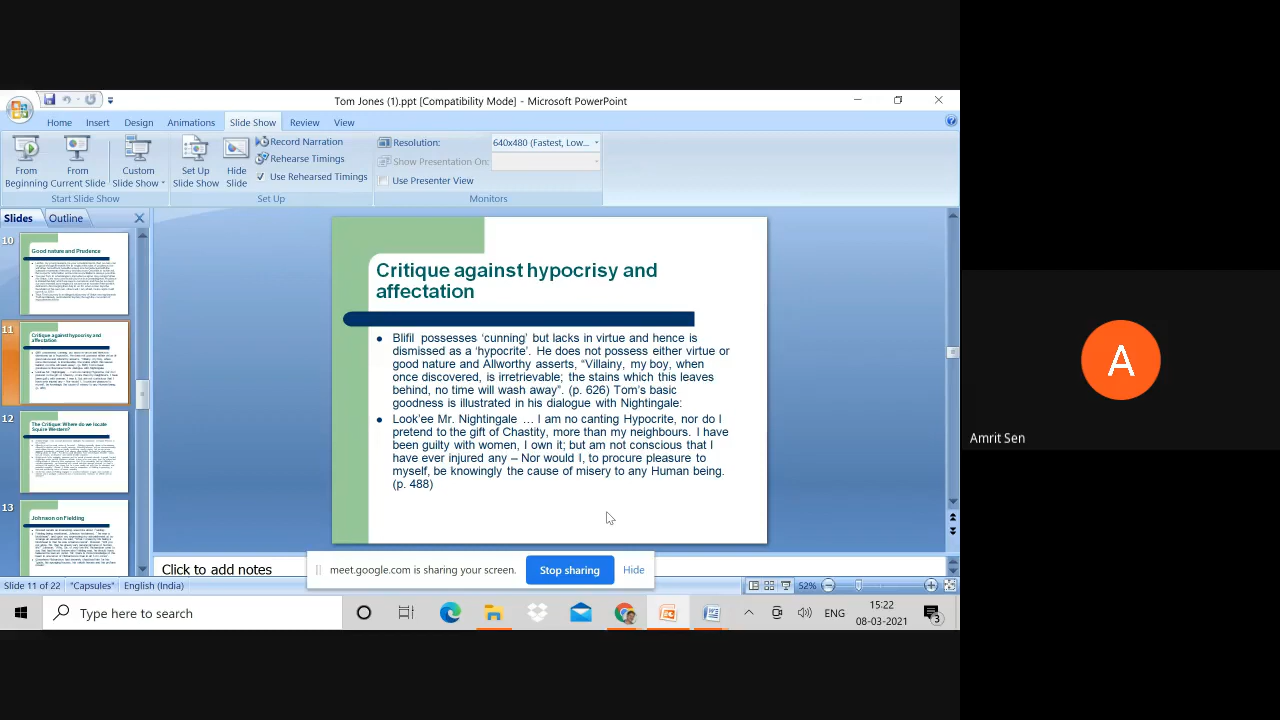 Tom Jones (1).ppt [Compatibility Mode] - Microsoft PowerPoint
Home Insert Design Animations Slide Show Review View
From Beginning
From Current Slide
Custom Slide Show
Set Up Slide Show
Hide Slide
Record Narration
Rehearse Timings
Use Rehearsed Timings
Resolution: 640x480 (Fastest, Low...
Show Presentation On:
Use Presenter View
Start Slide Show Set Up Monitors
Slides Outline
10
Good nature and Prudence
11
Critique against hypocrisy and
affectation
12
The Critique: Where do we locate
Squire Western?
13
Johnson on Fielding
Critique against hypocrisy and
affectation
Blifil possesses ‘cunning’ but lacks in virtue and hence is
dismissed as a ‘hypocrite’. He does not possess either virtue or
good nature and Allworthy asserts, “Villainy, my boy, when
once discovered, is irretrievable; the stains which this leaves
behind, no time will wash away”. (p. 626) Tom’s basic
goodness is illustrated in his dialogue with Nightingale:
Look’ee Mr. Nightingale … I am no canting Hypocrite, nor do I
pretend to the gift of Chastity, more than my neighbours. I have
been guilty with women, I own it; but am not conscious that I
have ever injured any – Nor would I, to procure pleasure to
myself, be knowingly the cause of misery to any Human being.
(p. 488)
Click to add notes
meet.google.com is sharing your screen. Stop sharing Hide
Slide 11 of 22 "Capsules" English (India) 52%
Type here to search
ENG
15:22
08-03-2021
3
A
Amrit Sen